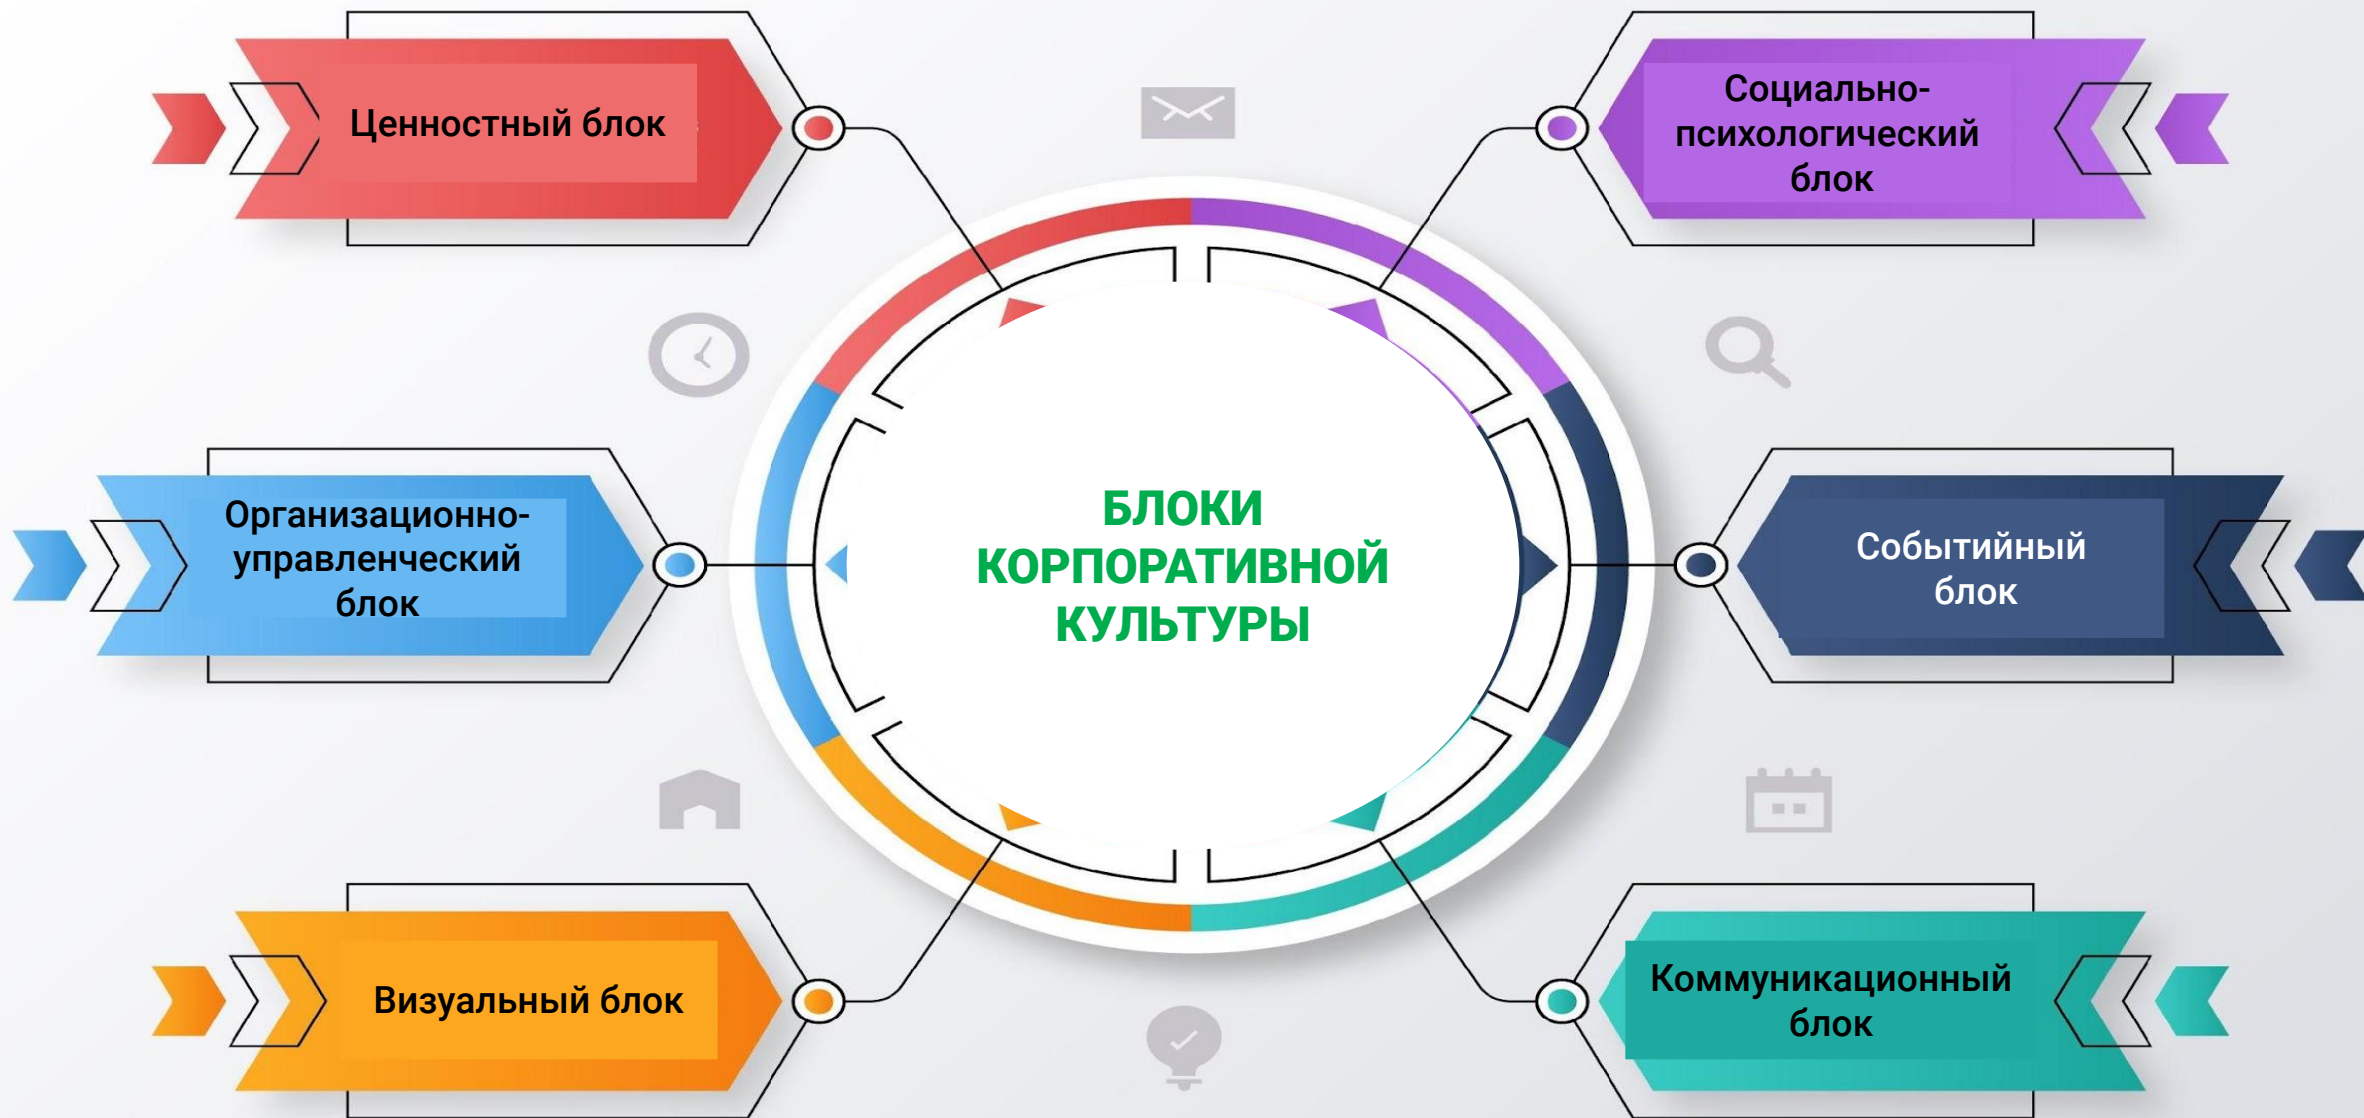 Ценностный блок
Социально-
психологический
блок
Организационно-
управленческий
блок
БЛОКИ
КОРПОРАТИВНОЙ
КУЛЬТУРЫ
Событийный
блок
Визуальный блок
Коммуникационный
блок